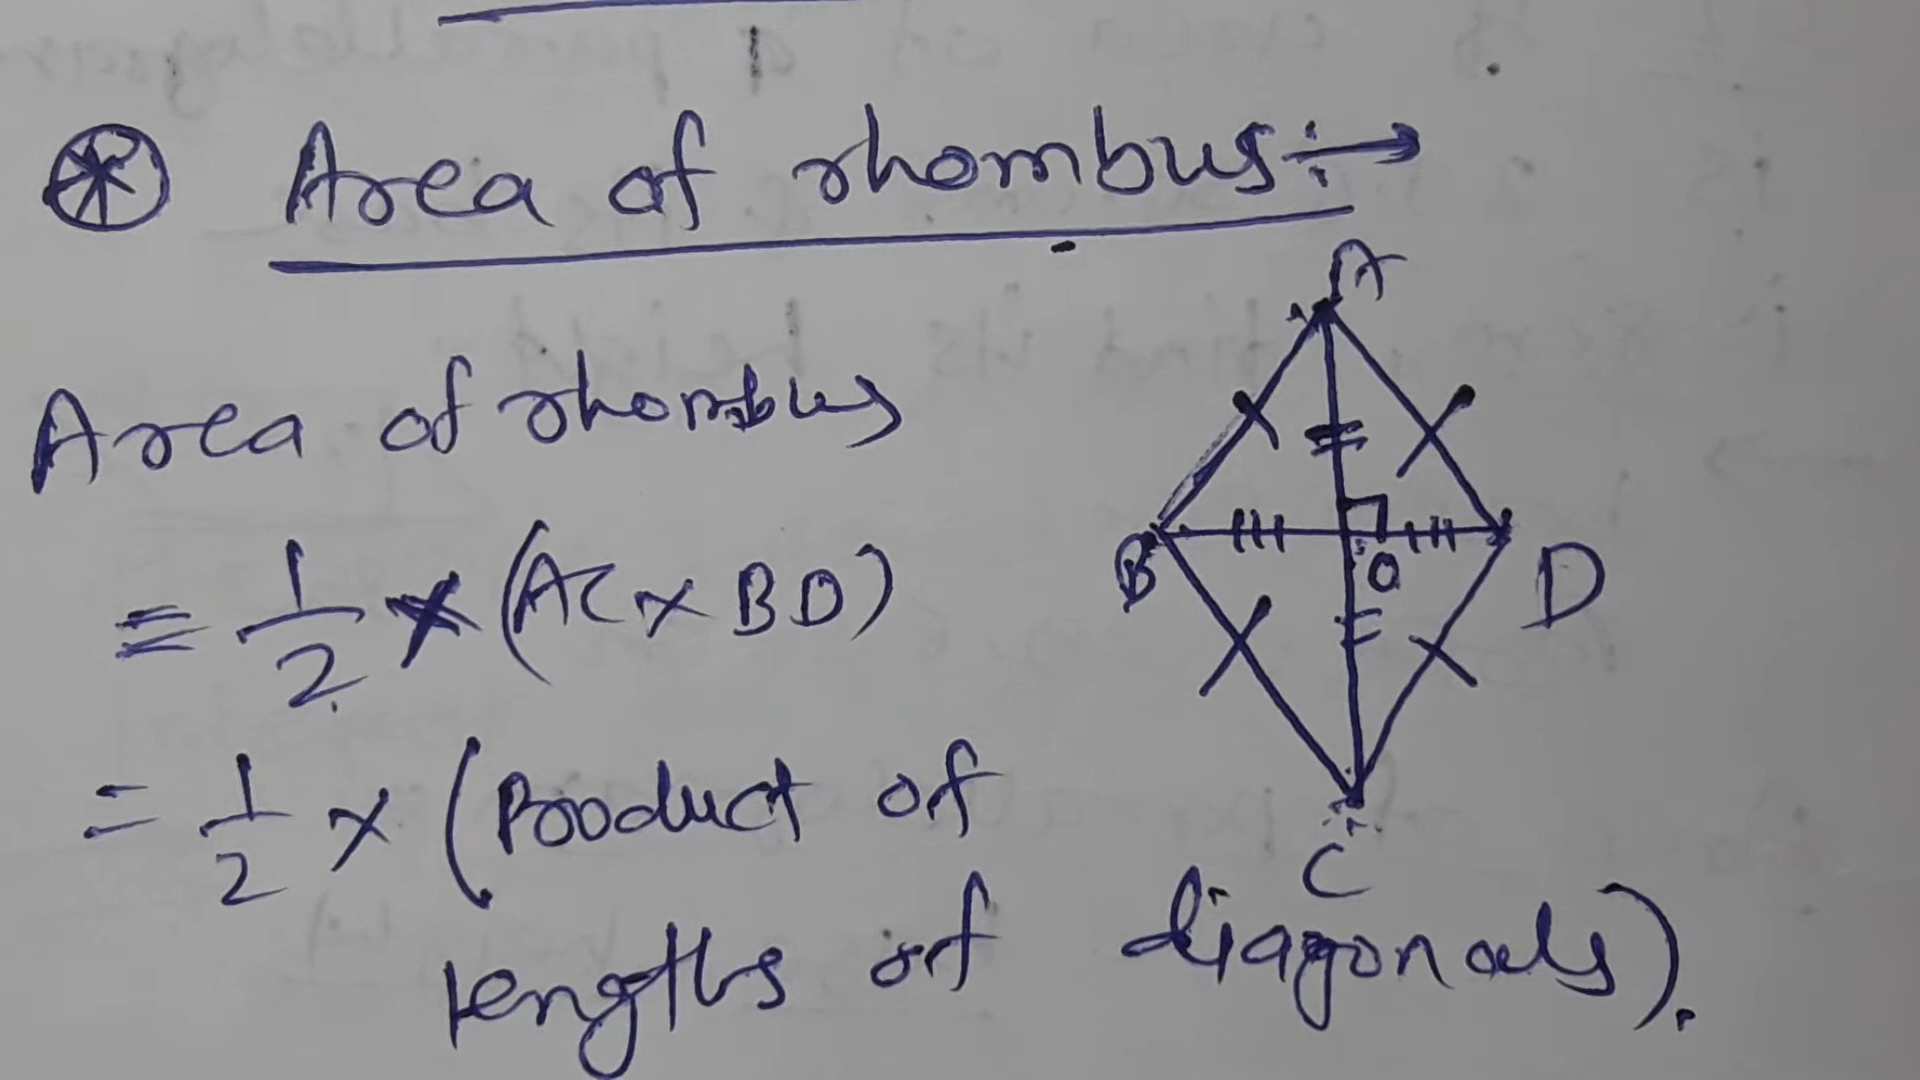 Area of rhombus:→
Area of rhombus
= 1/2 × (AC × BD)
= 1/2 × (Product of
lengths of diagonals).
A
B
O
D
C